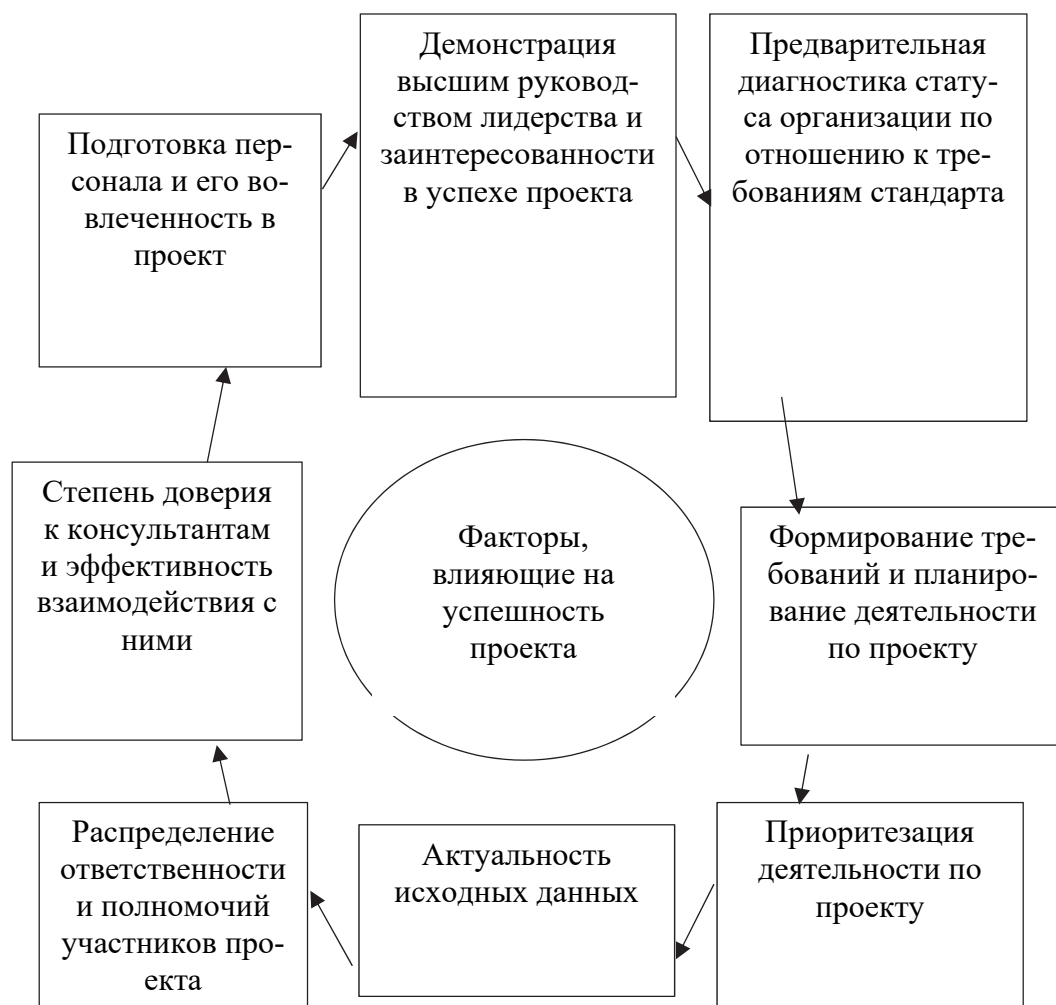 Демонстрация
высшим руковод-
ством лидерства и
заинтересованности
в успехе проекта
Предварительная
диагностика стату-
са организации по
отношению к тре-
бованиям стандарта
Подготовка пер-
сонала и его во-
влеченность в
проект
Степень доверия
к консультантам
и эффективность
взаимодействия с
ними
Факторы,
влияющие на
успешность
проекта
Формирование тре-
бований и планиро-
вание деятельности
по проекту
Распределение
ответственности
и полномочий
участников про-
екта
Актуальность
исходных данных
Приоритезация
деятельности по
проекту